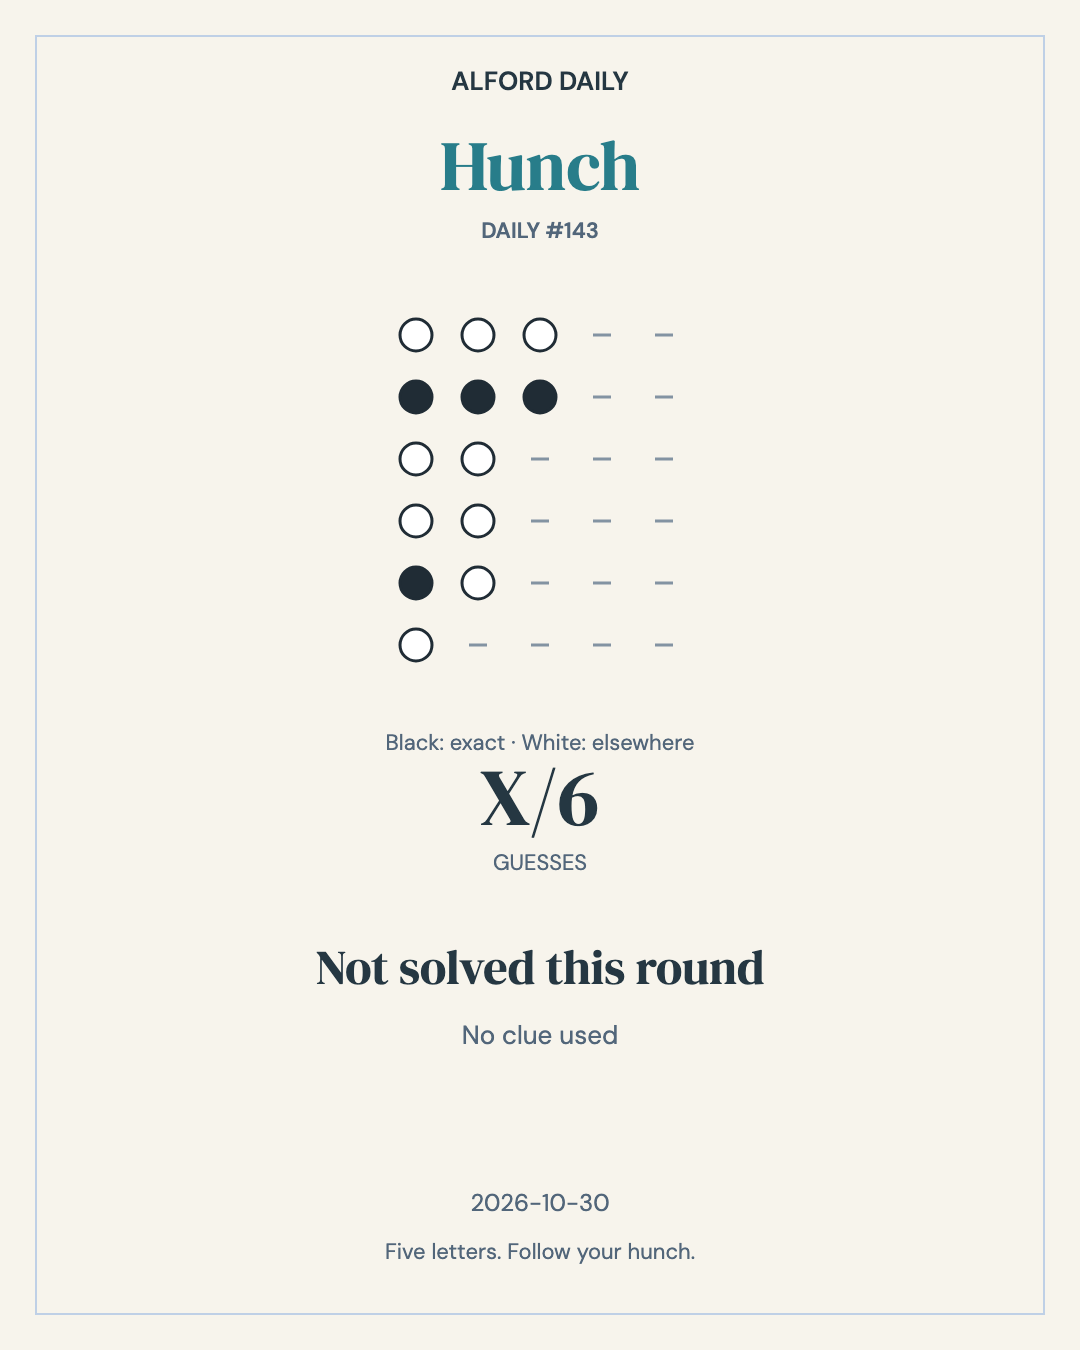 ALFORD DAILY
Hunch
DAILY #143
Black: exact · White: elsewhere
X/6
GUESSES
Not solved this round
No clue used
2026-10-30
Five letters. Follow your hunch.